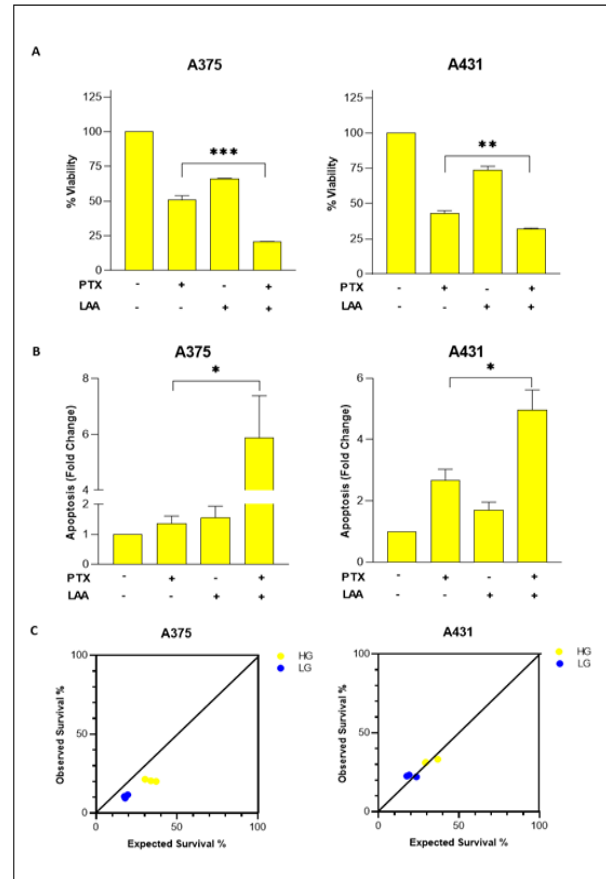 A
A375
A431
% Viability
125
100
75
50
25
0
***
% Viability
125
100
75
50
25
0
**
PTX - + - +
LAA - - + +
PTX - + - +
LAA - - + +
B
A375
A431
Apoptosis (Fold Change)
8
6
4
2
1
0
*
Apoptosis (Fold Change)
6
4
2
0
*
PTX - + - +
LAA - - + +
PTX - + - +
LAA - - + +
C
A375
A431
HG
LG
HG
LG
Observed Survival %
100
50
0
0 50 100
Expected Survival %
Observed Survival %
100
50
0
0 50 100
Expected Survival %